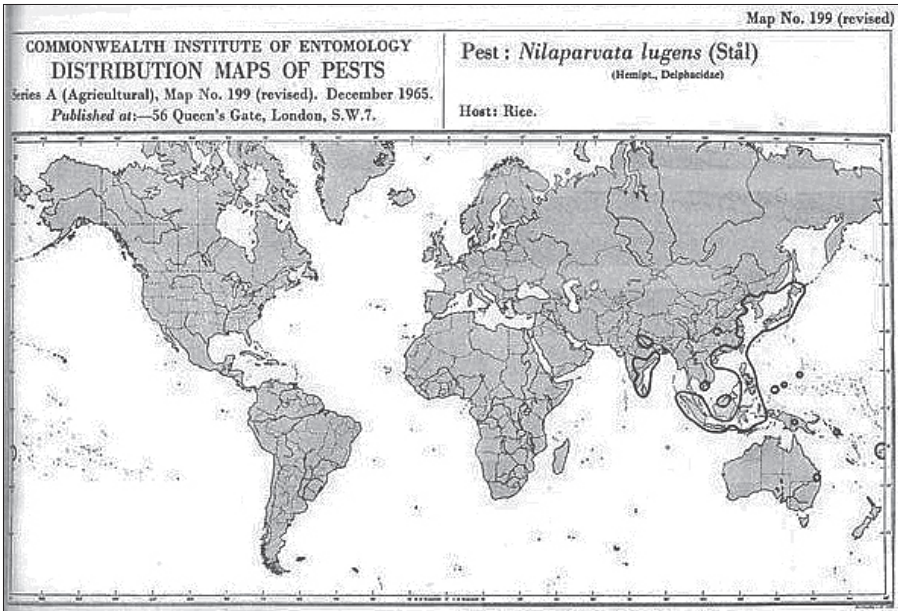 Map No. 199 (revised)
COMMONWEALTH INSTITUTE OF ENTOMOLOGY
DISTRIBUTION MAPS OF PESTS
Series A (Agricultural), Map No. 199 (revised). December 1965.
Published at:—56 Queen's Gate, London, S.W.7.
Pest: Nilaparvata lugens (Stål)
(Hemipt., Delphacidae)
Host: Rice.